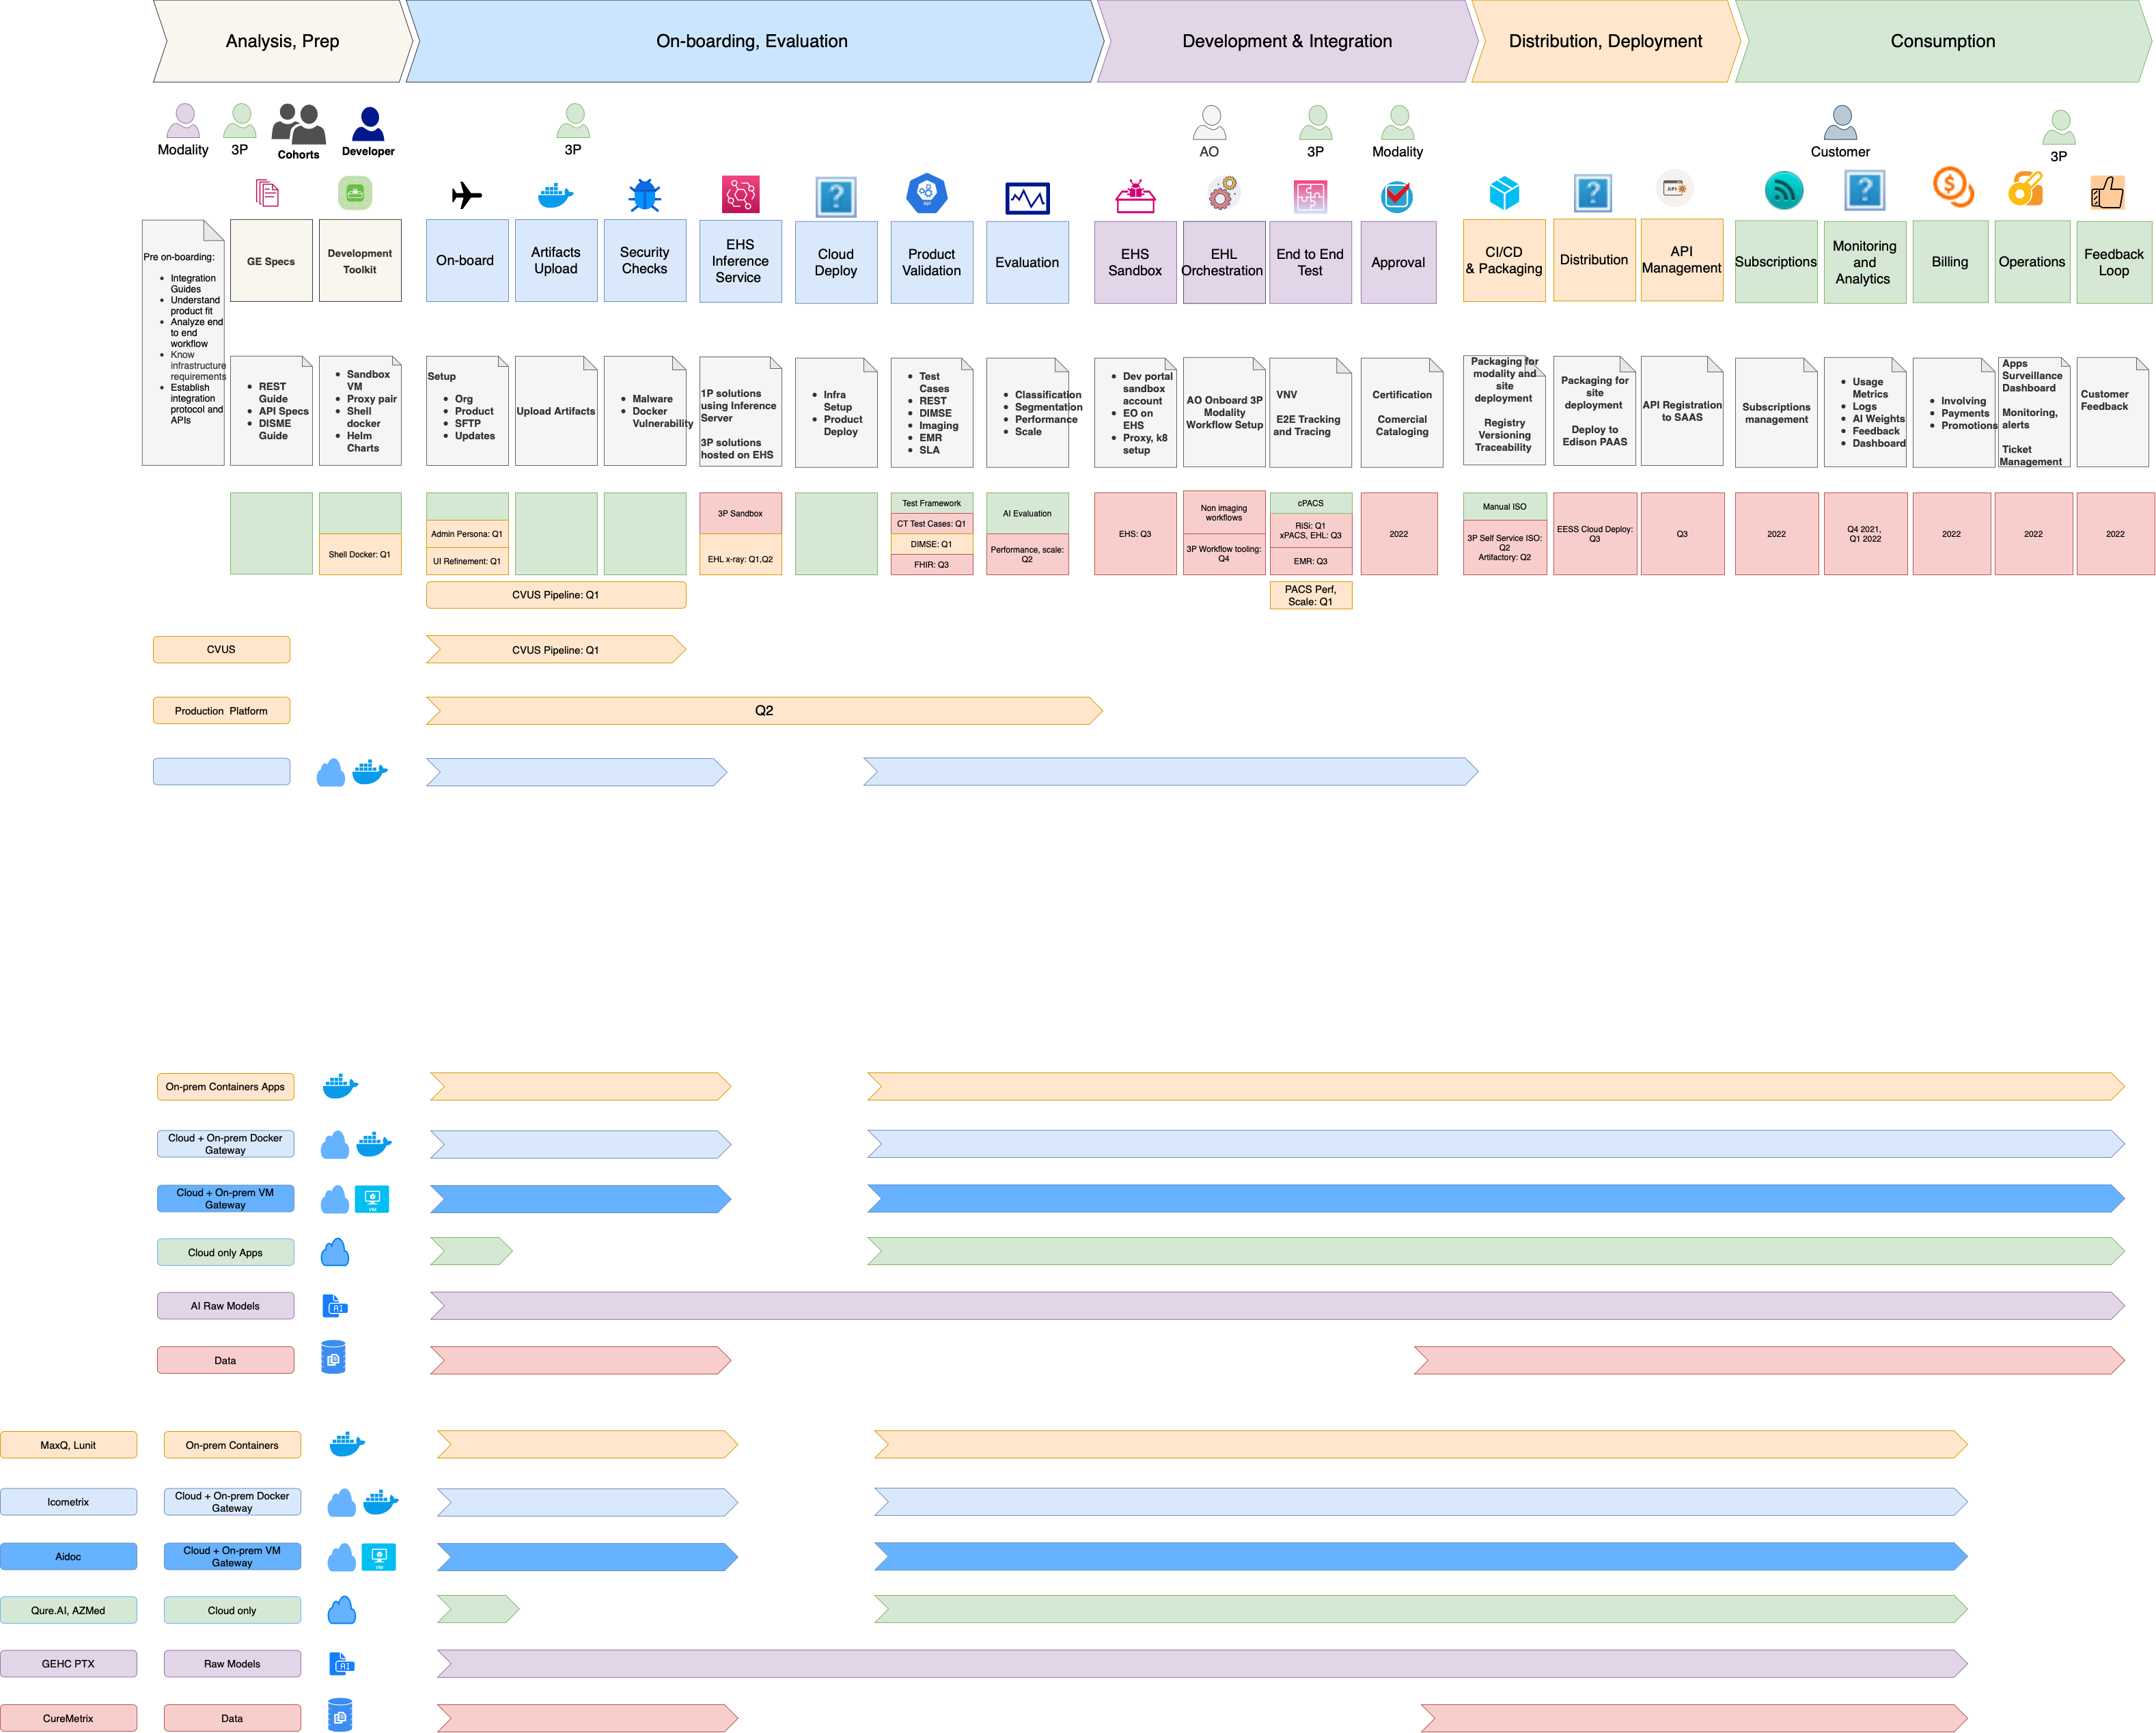 Analysis, Prep
On-boarding, Evaluation
Development & Integration
Distribution, Deployment
Consumption
Modality
3P
Cohorts
Developer
3P
AO
3P
Modality
Customer
3P
Pre on-boarding:
Integration
Guides
Understand
product fit
Analyze end
to end
workflow
Know
infrastructure
requirements
Establish
integration
protocol and
APIs
GE Specs
Development
Toolkit
On-board
Artifacts
Upload
Security
Checks
EHS
Inference
Service
Cloud
Deploy
api
Product
Validation
Evaluation
EHS
Sandbox
EHL
Orchestration
End to End
Test
Approval
CI/CD
& Packaging
Distribution
API
API
Management
Subscriptions
Monitoring
and
Analytics
Billing
Operations
Feedback
Loop
REST
Guide
API Specs
DISME
Guide
Sandbox
VM
Proxy pair
Shell
docker
Helm
Charts
Setup
Org
Product
SFTP
Updates
Upload Artifacts
Malware
Docker
Vulnerability
1P solutions
using Inference
Server
3P solutions
hosted on EHS
Infra
Setup
Product
Deploy
Test
Cases
REST
DIMSE
Imaging
EMR
SLA
Classification
Segmentation
Performance
Scale
Dev portal
sandbox
account
EO on
EHS
Proxy, k8
setup
AO Onboard 3P
Modality
Workflow Setup
VNV
E2E Tracking
and Tracing
Certification
Comercial
Cataloging
Packaging for
modality and
site
deployment
Registry
Versioning
Traceability
Packaging for
site
deployment
Deploy to
Edison PAAS
API Registration
to SAAS
Subscriptions
management
Usage
Metrics
Logs
AI Weights
Feedback
Dashboard
Involving
Payments
Promotions
Apps
Surveillance
Dashboard
Monitoring,
alerts
Ticket
Management
Customer
Feedback
Shell Docker: Q1
Admin Persona: Q1
UI Refinement: Q1
3P Sandbox
EHL x-ray: Q1,Q2
Test Framework
CT Test Cases: Q1
DIMSE: Q1
FHIR: Q3
AI Evaluation
Performance, scale:
Q2
EHS: Q3
Non imaging
workflows
3P Workflow tooling:
Q4
cPACS
RiSi: Q1
xPACS, EHL: Q3
EMR: Q3
2022
Manual ISO
3P Self Service ISO:
Q2
Artifactory: Q2
EESS Cloud Deploy:
Q3
Q3
2022
Q4 2021,
Q1 2022
2022
2022
2022
CVUS Pipeline: Q1
PACS Perf,
Scale: Q1
CVUS
CVUS Pipeline: Q1
Production Platform
Q2
On-prem Containers Apps
Cloud + On-prem Docker
Gateway
Cloud + On-prem VM
Gateway
VM
Cloud only Apps
AI Raw Models
AI
Data
MaxQ, Lunit
On-prem Containers
Icometrix
Cloud + On-prem Docker
Gateway
Aidoc
Cloud + On-prem VM
Gateway
VM
Qure.AI, AZMed
Cloud only
GEHC PTX
Raw Models
AI
CureMetrix
Data